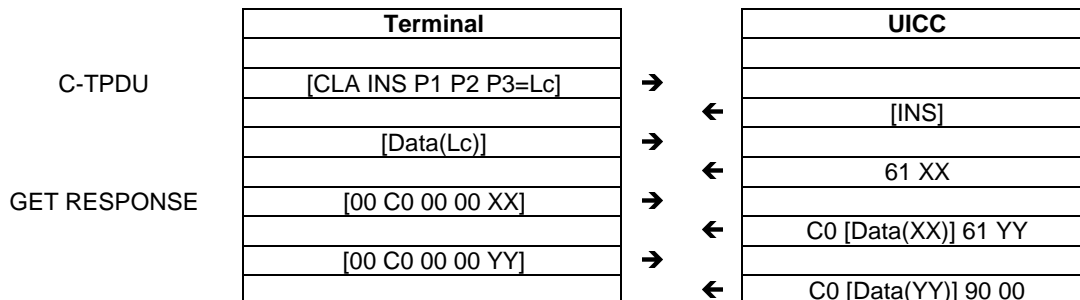 Terminal UICC
C-TPDU [CLA INS P1 P2 P3=Lc] ➔
← [INS]
[Data(Lc)] ➔
← 61 XX
GET RESPONSE [00 C0 00 00 XX] ➔
← C0 [Data(XX)] 61 YY
[00 C0 00 00 YY] ➔
← C0 [Data(YY)] 90 00